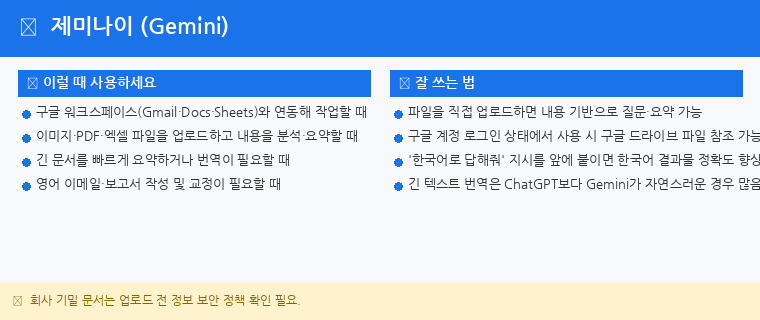 제미나이 (Gemini)
이럴 때 사용하세요
구글 워크스페이스(Gmail·Docs·Sheets)와 연동해 작업할 때
이미지·PDF·엑셀 파일을 업로드하고 내용을 분석·요약할 때
긴 문서를 빠르게 요약하거나 번역이 필요할 때
영어 이메일·보고서 작성 및 교정이 필요할 때
잘 쓰는 법
파일을 직접 업로드하면 내용 기반으로 질문·요약 가능
구글 계정 로그인 상태에서 사용 시 구글 드라이브 파일 참조 가능
'한국어로 답해줘' 지시를 앞에 붙이면 한국어 결과물 정확도 향상
긴 텍스트 번역은 ChatGPT보다 Gemini가 자연스러운 경우 많음
회사 기밀 문서는 업로드 전 정보 보안 정책 확인 필요.